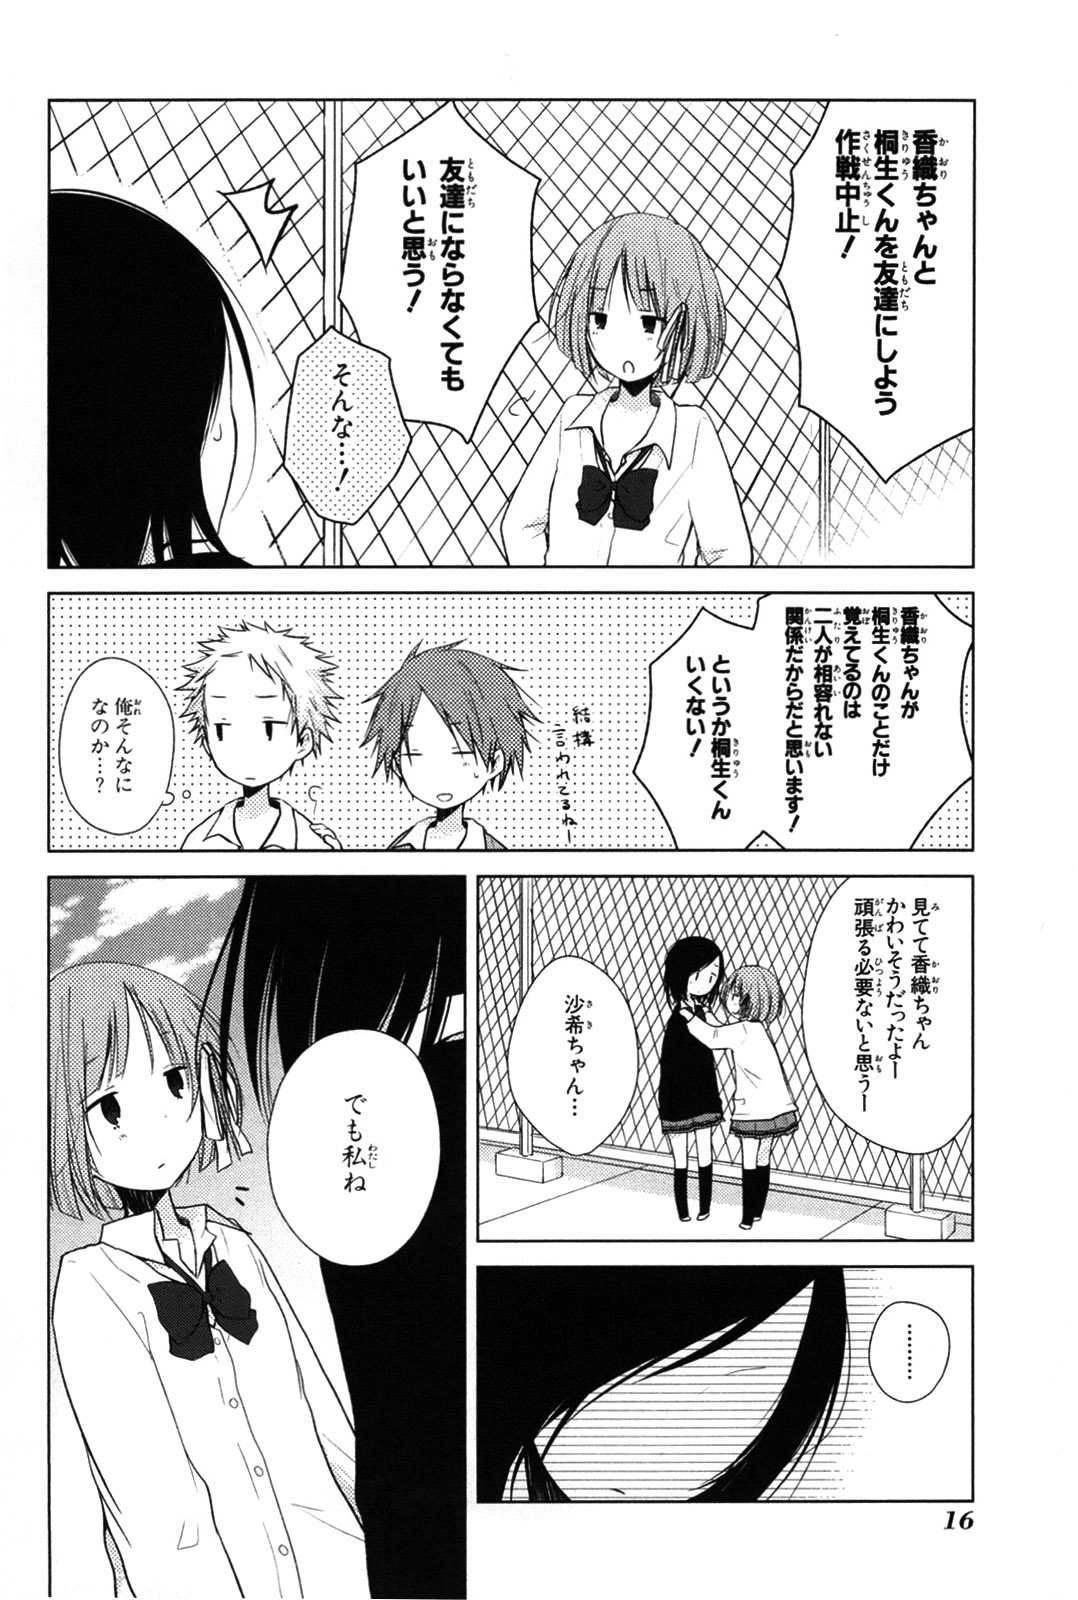 香織ちゃんと
桐生くんを友達にしよう
作戦中止！
友達にならなくても
いいと思う！
そんな…！
香織ちゃんが
桐生くんのことだけ
覚えてるのは
二人が相容れない
関係だからだと思います！
というか桐生くん
いくない！
結構
言われてるねー
俺そんなに
なのか…？
見てて香織ちゃん
かわいそうだったよー
頑張る必要ないと思うー
沙希ちゃん…
………
でも私ね
16